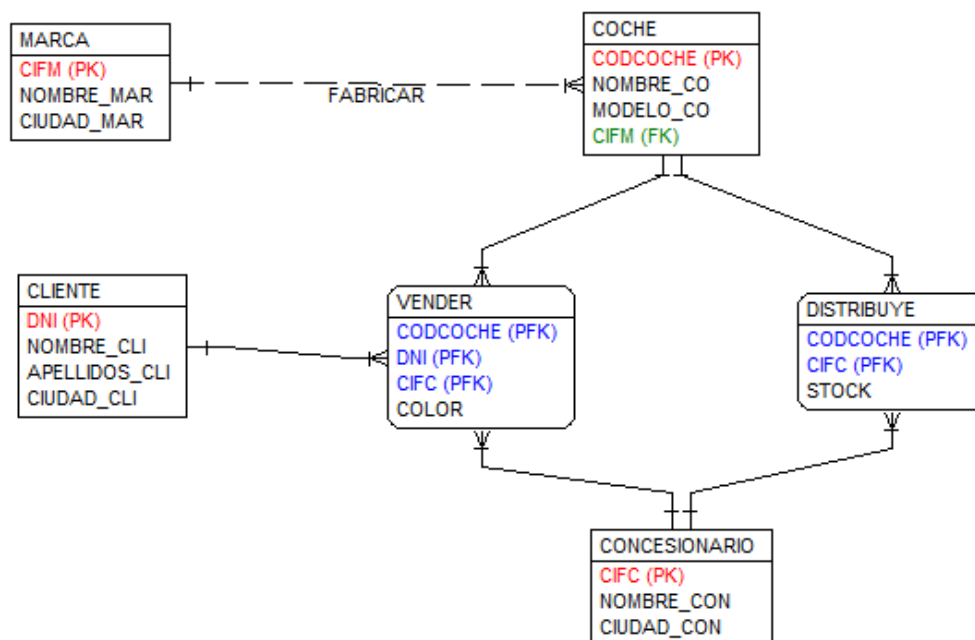 MARCA
CIFM (PK)
NOMBRE_MAR
CIUDAD_MAR
FABRICAR
COCHE
CODCOCHE (PK)
NOMBRE_CO
MODELO_CO
CIFM (FK)
CLIENTE
DNI (PK)
NOMBRE_CLI
APELLIDOS_CLI
CIUDAD_CLI
VENDER
CODCOCHE (PFK)
DNI (PFK)
CIFC (PFK)
COLOR
DISTRIBUYE
CODCOCHE (PFK)
CIFC (PFK)
STOCK
CONCESIONARIO
CIFC (PK)
NOMBRE_CON
CIUDAD_CON